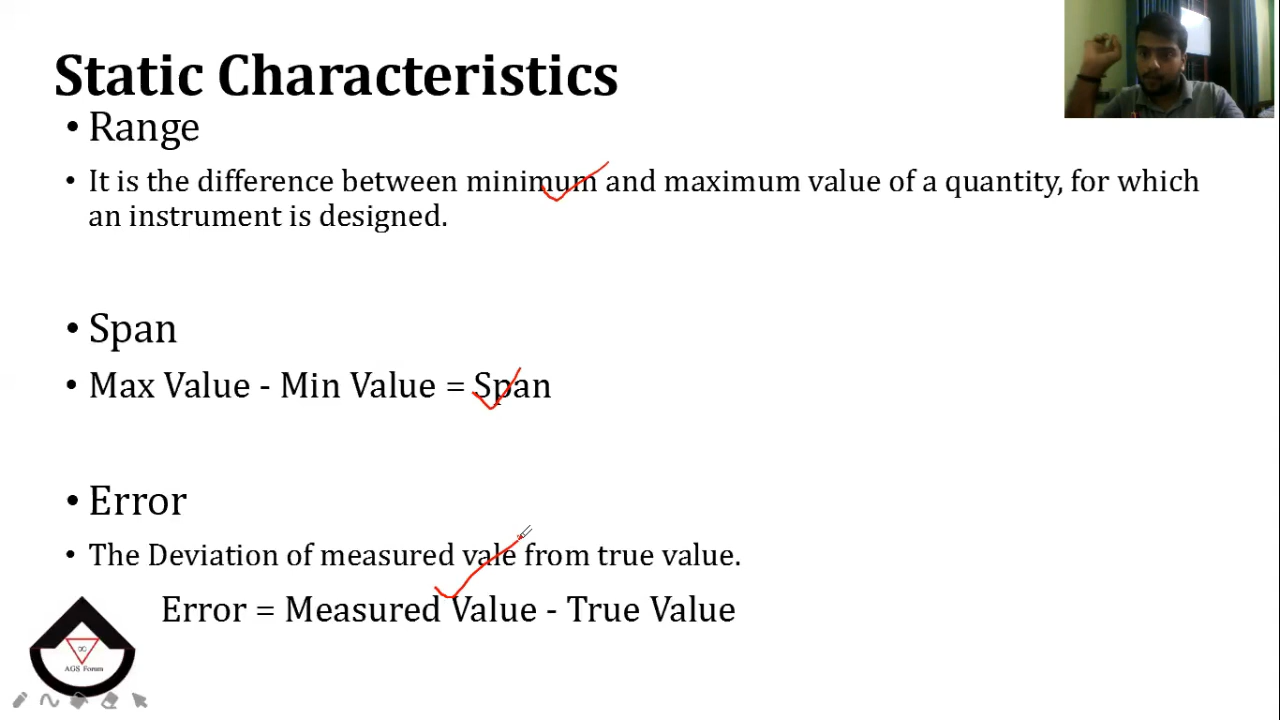 Static Characteristics
• Range
• It is the difference between minimum and maximum value of a quantity, for which
an instrument is designed.
• Span
• Max Value - Min Value = Span
• Error
• The Deviation of measured vale from true value.
Error = Measured Value - True Value
∞
AGS Forum